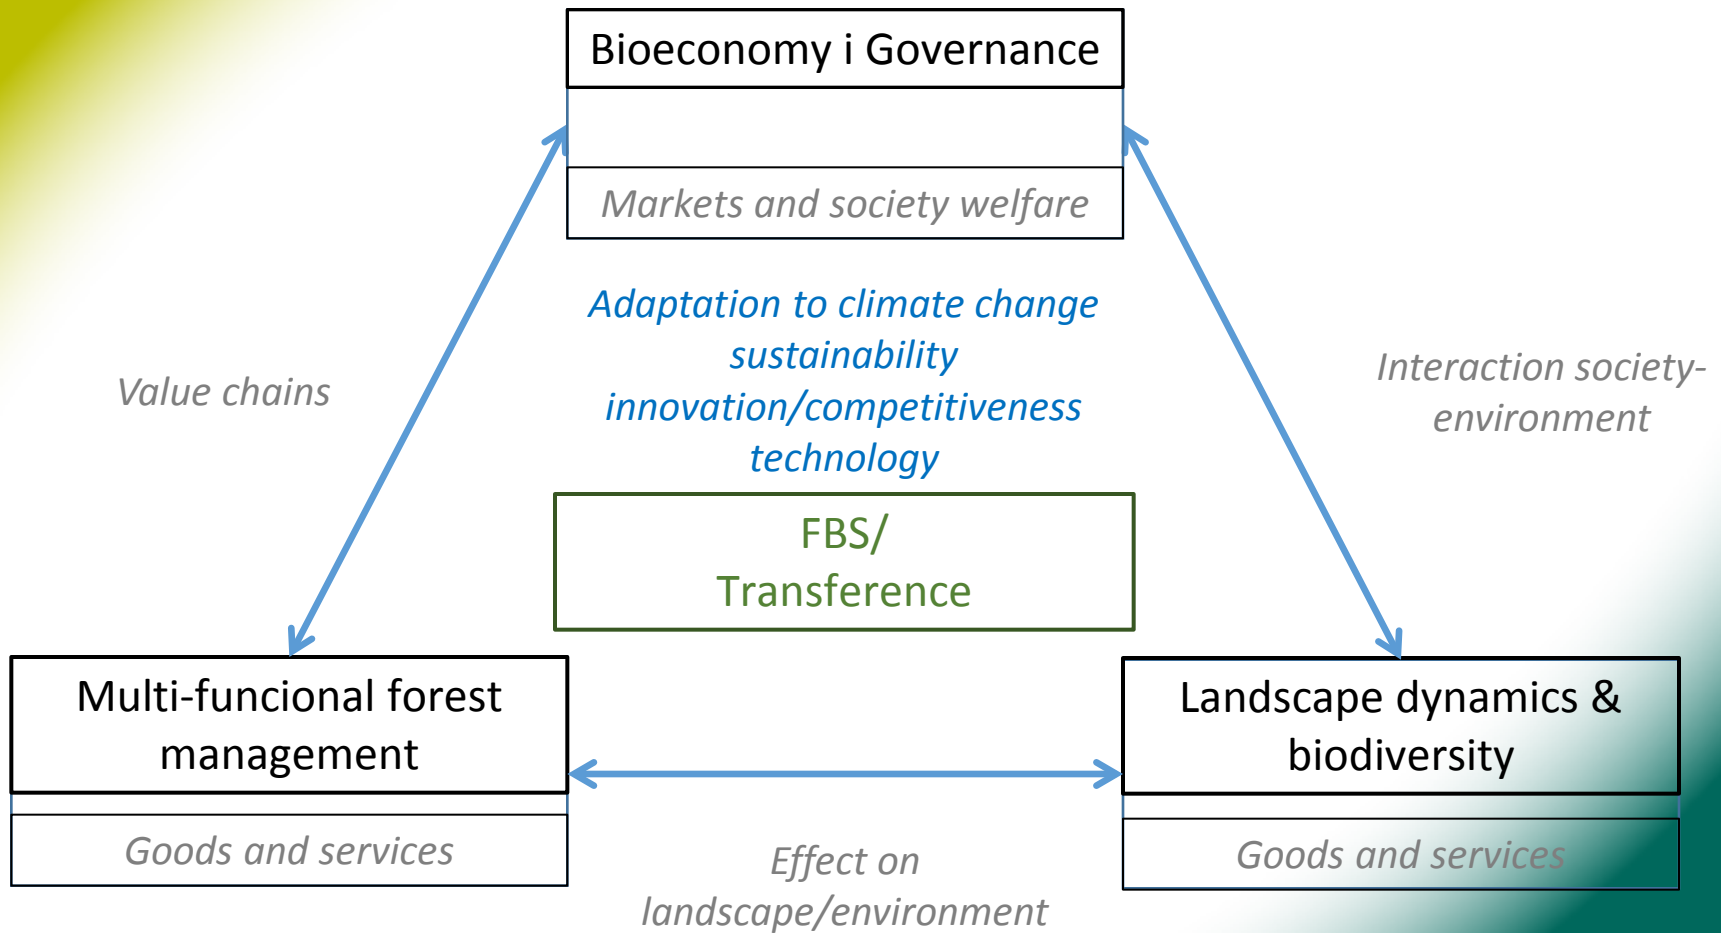 Bioeconomy i Governance
Markets and society welfare
Adaptation to climate change
sustainability
innovation/competitiveness
technology
Value chains
Interaction society-
environment
FBS/
Transference
Multi-funcional forest
management
Goods and services
Landscape dynamics &
biodiversity
Goods and services
Effect on
landscape/environment